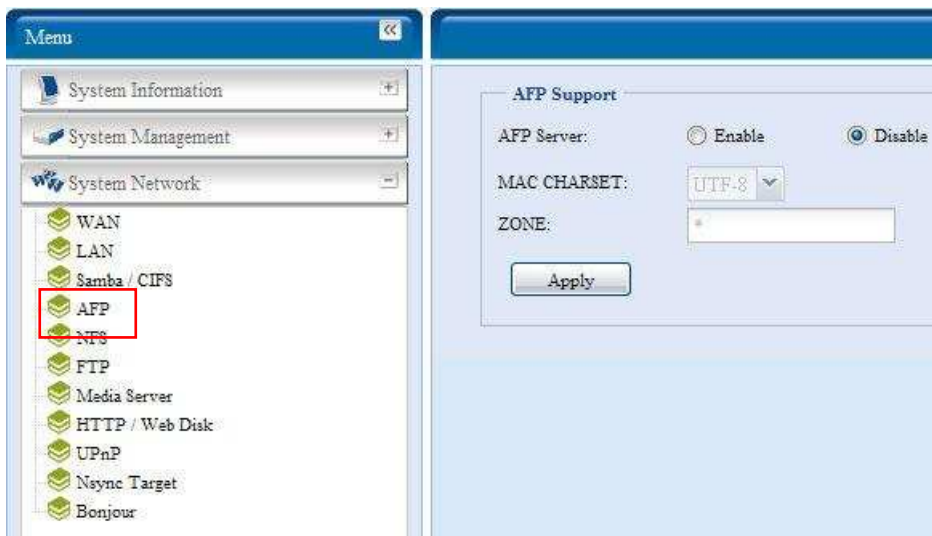 Menu
System Information
System Management
System Network
WAN
LAN
Samba / CIFS
AFP
NFS
FTP
Media Server
HTTP / Web Disk
UPnP
Nsync Target
Bonjour
AFP Support
AFP Server: Enable Disable
MAC CHARSET: UTF-8
ZONE: *
Apply